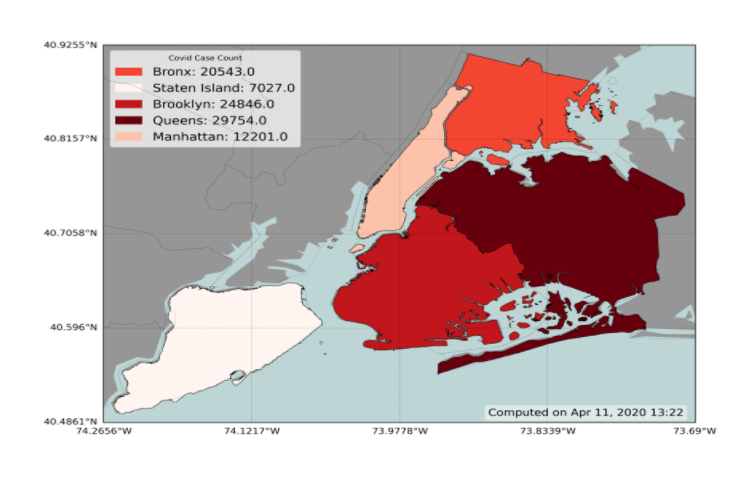 40.9255°N
Covid Case Count
Bronx: 20543.0
Staten Island: 7027.0
Brooklyn: 24846.0
Queens: 29754.0
Manhattan: 12201.0
40.8157°N
40.7058°N
40.596°N
40.4861°N
Computed on Apr 11, 2020 13:22
74.2656°W 74.1217°W 73.9778°W 73.8339°W 73.69°W